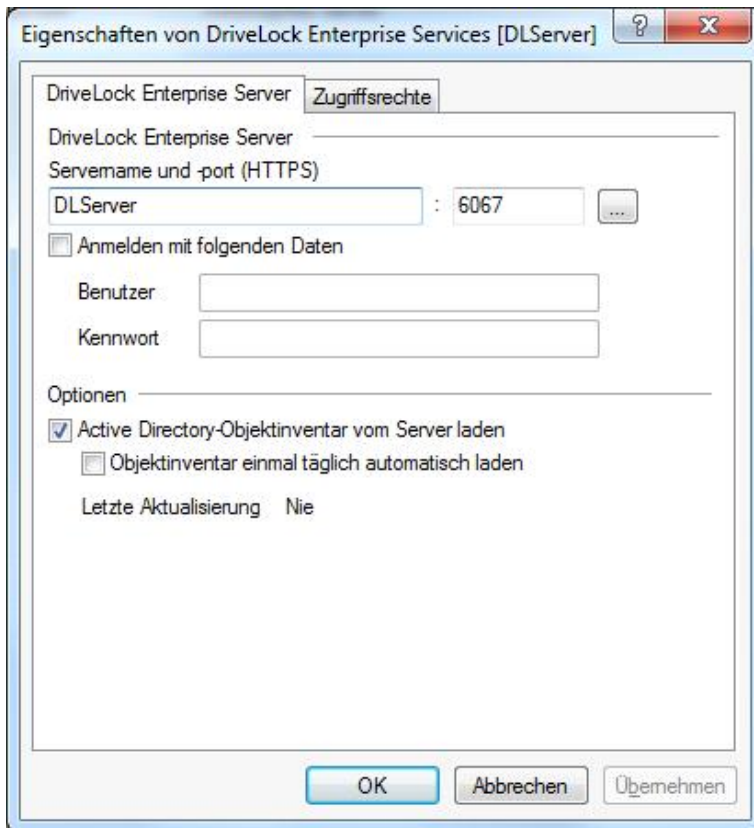 Eigenschaften von DriveLock Enterprise Services [DLServer]
DriveLock Enterprise Server Zugriffsrechte
DriveLock Enterprise Server
Servername und -port (HTTPS)
DLServer : 6067 ...
Anmelden mit folgenden Daten
Benutzer
Kennwort
Optionen
Active Directory-Objektinventar vom Server laden
Objektinventar einmal täglich automatisch laden
Letzte Aktualisierung Nie
OK Abbrechen Übernehmen